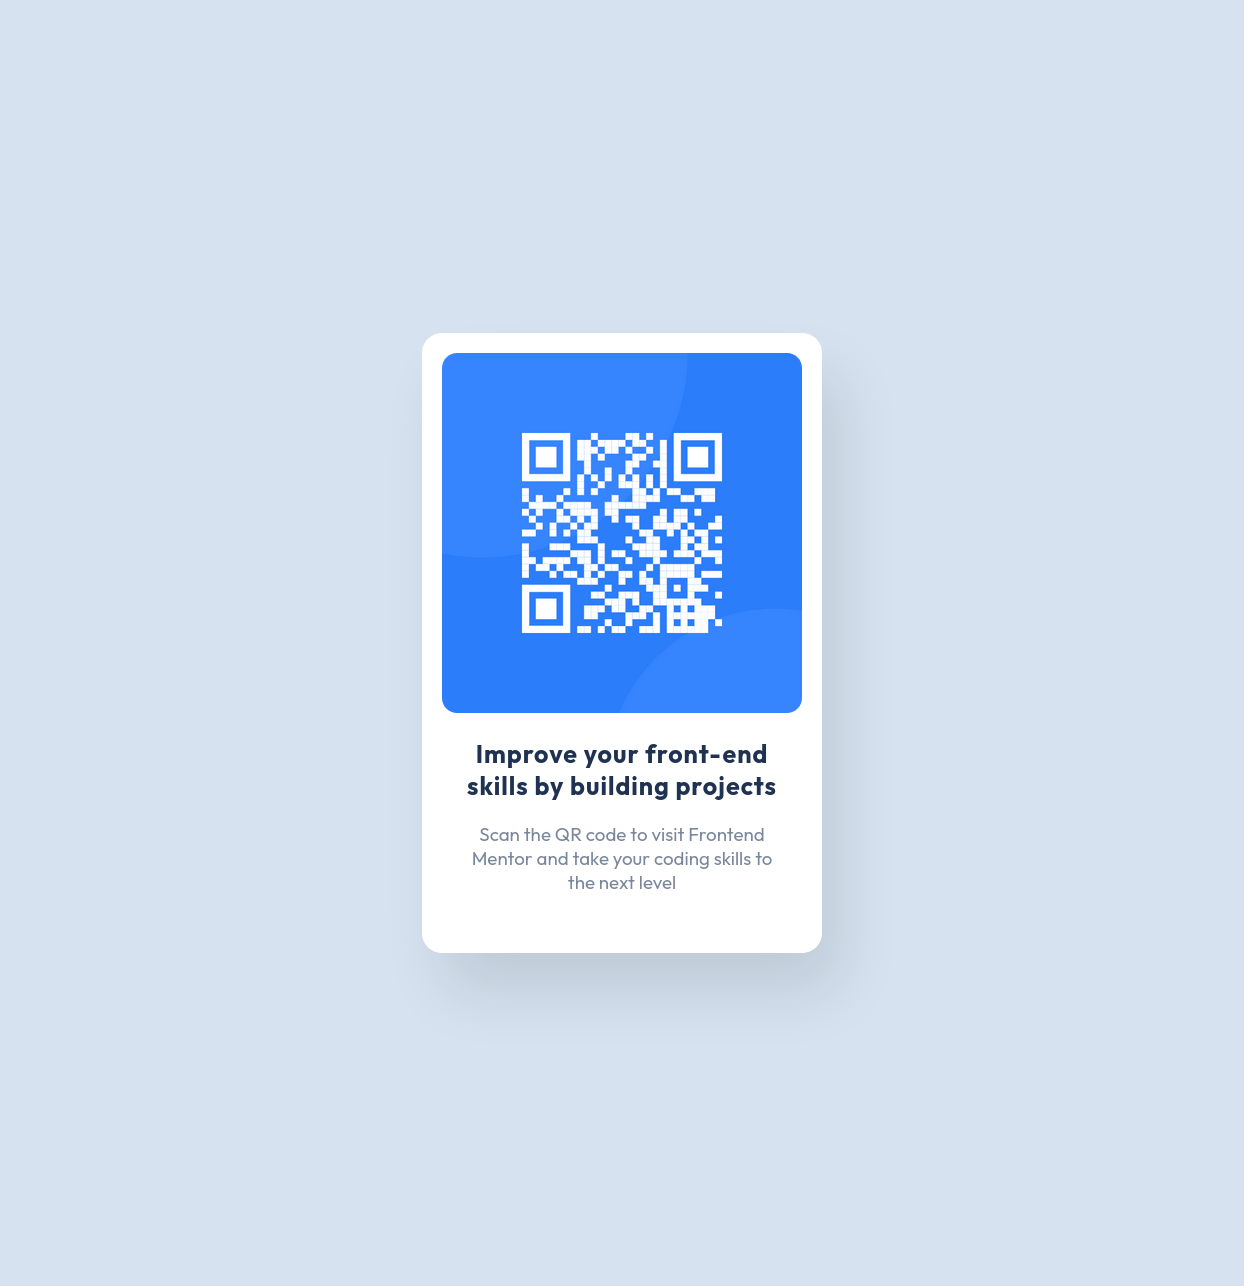 Improve your front-end
skills by building projects
Scan the QR code to visit Frontend
Mentor and take your coding skills to
the next level